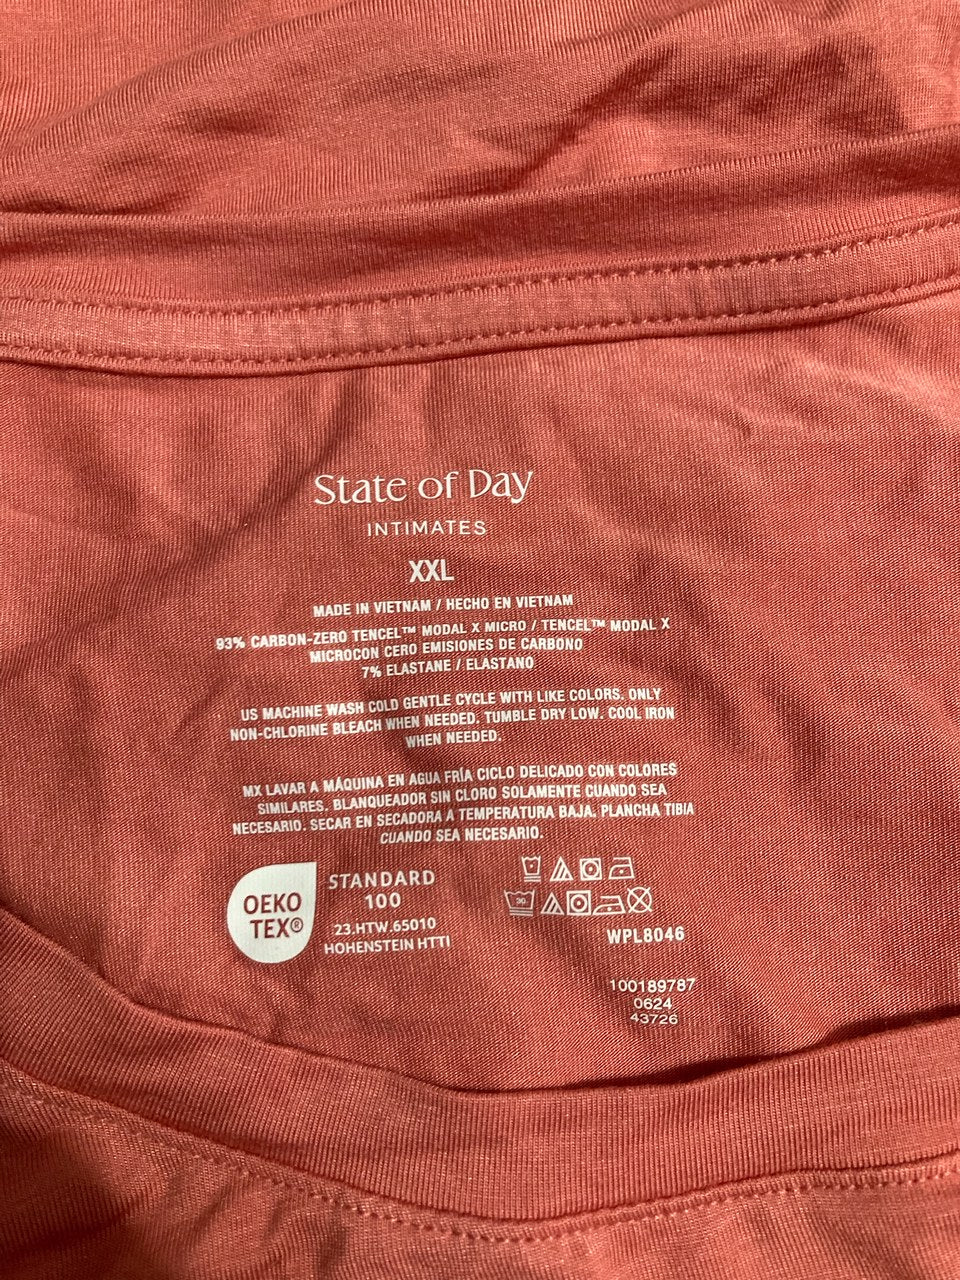 State of Day
INTIMATES
XXL
MADE IN VIETNAM / HECHO EN VIETNAM
93% CARBON-ZERO TENCEL™ MODAL X MICRO / TENCEL™ MODAL X
MICROCON CERO EMISIONES DE CARBONO
7% ELASTANE / ELASTANO
US MACHINE WASH COLD GENTLE CYCLE WITH LIKE COLORS. ONLY
NON-CHLORINE BLEACH WHEN NEEDED. TUMBLE DRY LOW. COOL IRON
WHEN NEEDED.
MX LAVAR A MÁQUINA EN AGUA FRÍA CICLO DELICADO CON COLORES
SIMILARES. BLANQUEADOR SIN CLORO SOLAMENTE CUANDO SEA
NECESARIO. SECAR EN SECADORA A TEMPERATURA BAJA. PLANCHA TIBIA
CUANDO SEA NECESARIO.
OEKO
TEX®
STANDARD
100
23.HTW.65010
HOHENSTEIN HTTI
30
WPL8046
100189787
0624
43726